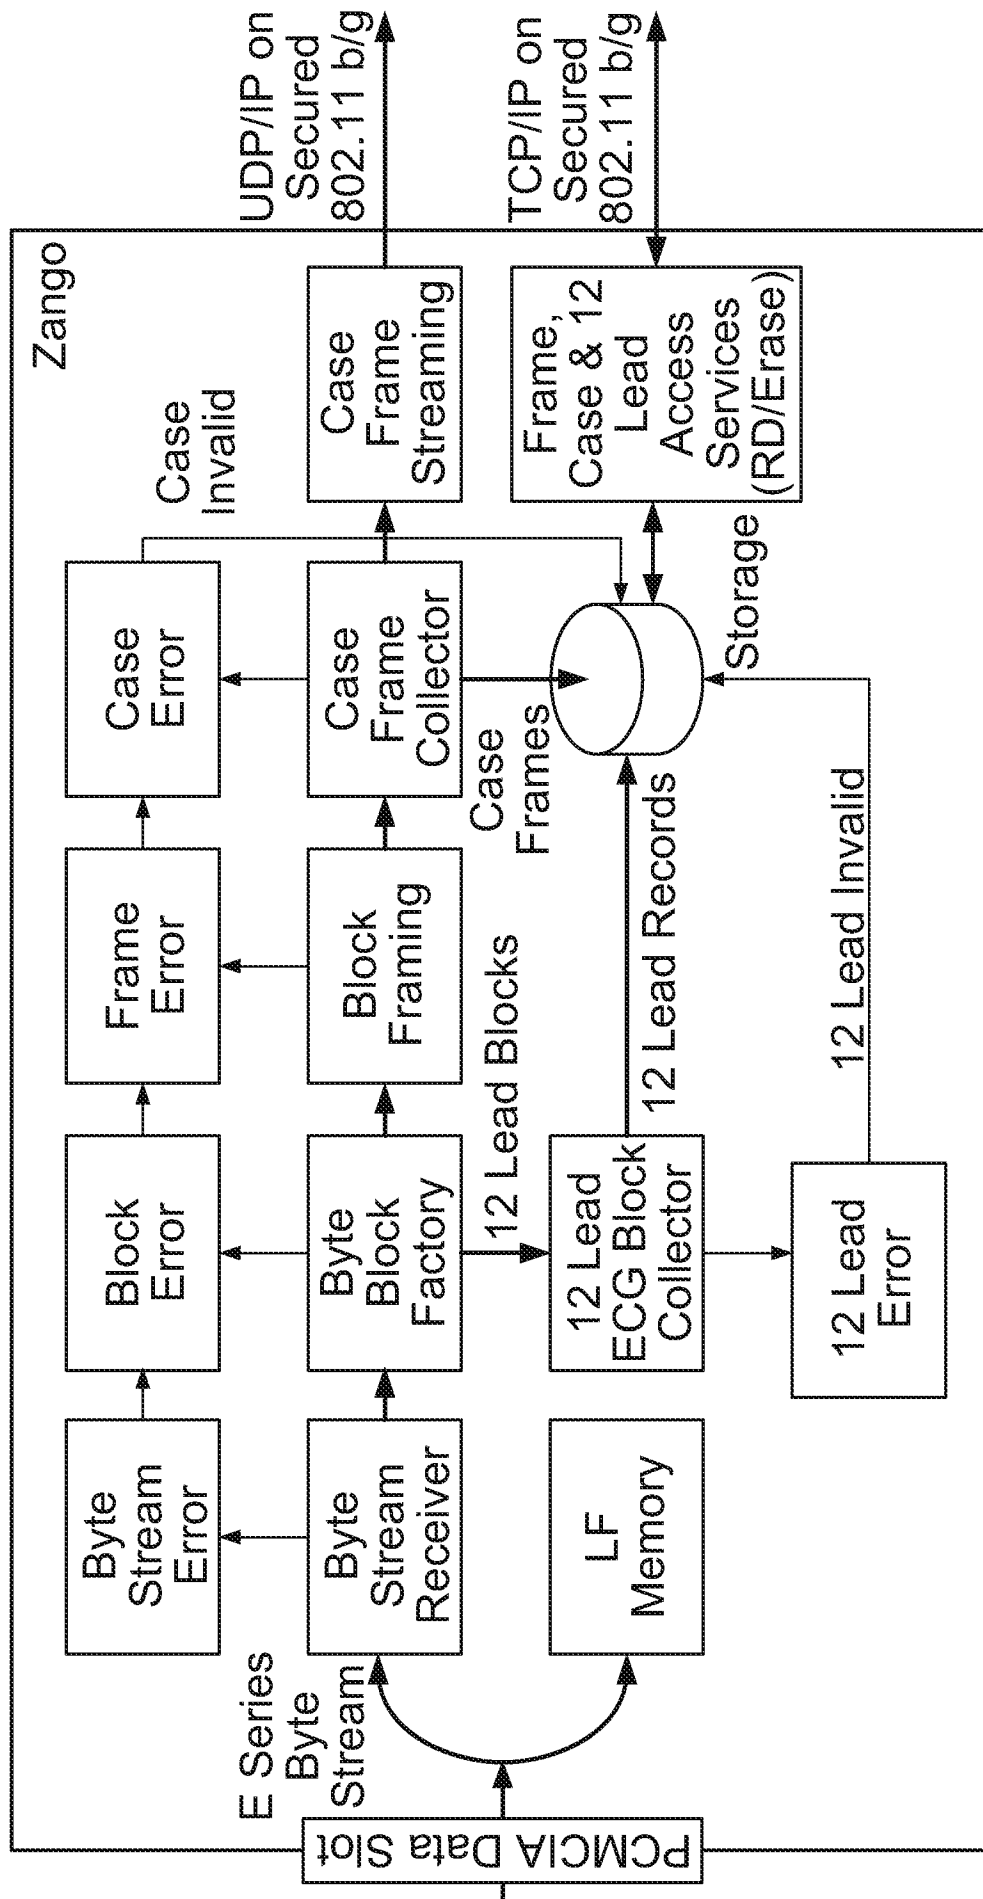 Zango
UDP/IP on
Secured
802.11 b/g
TCP/IP on
Secured
802.11 b/g
Byte
Stream
Error
Block
Error
Frame
Error
Case
Error
Case
Invalid
E Series
Byte
Stream
PCMCIA Data Slot
Byte
Stream
Receiver
Byte
Block
Factory
Block
Framing
Case
Frame
Collector
Case
Frame
Streaming
12 Lead Blocks
Case
Frames
LF
Memory
12 Lead
ECG Block
Collector
12 Lead Records
Storage
Frame,
Case & 12
Lead
Access
Services
(RD/Erase)
12 Lead
Error
12 Lead Invalid